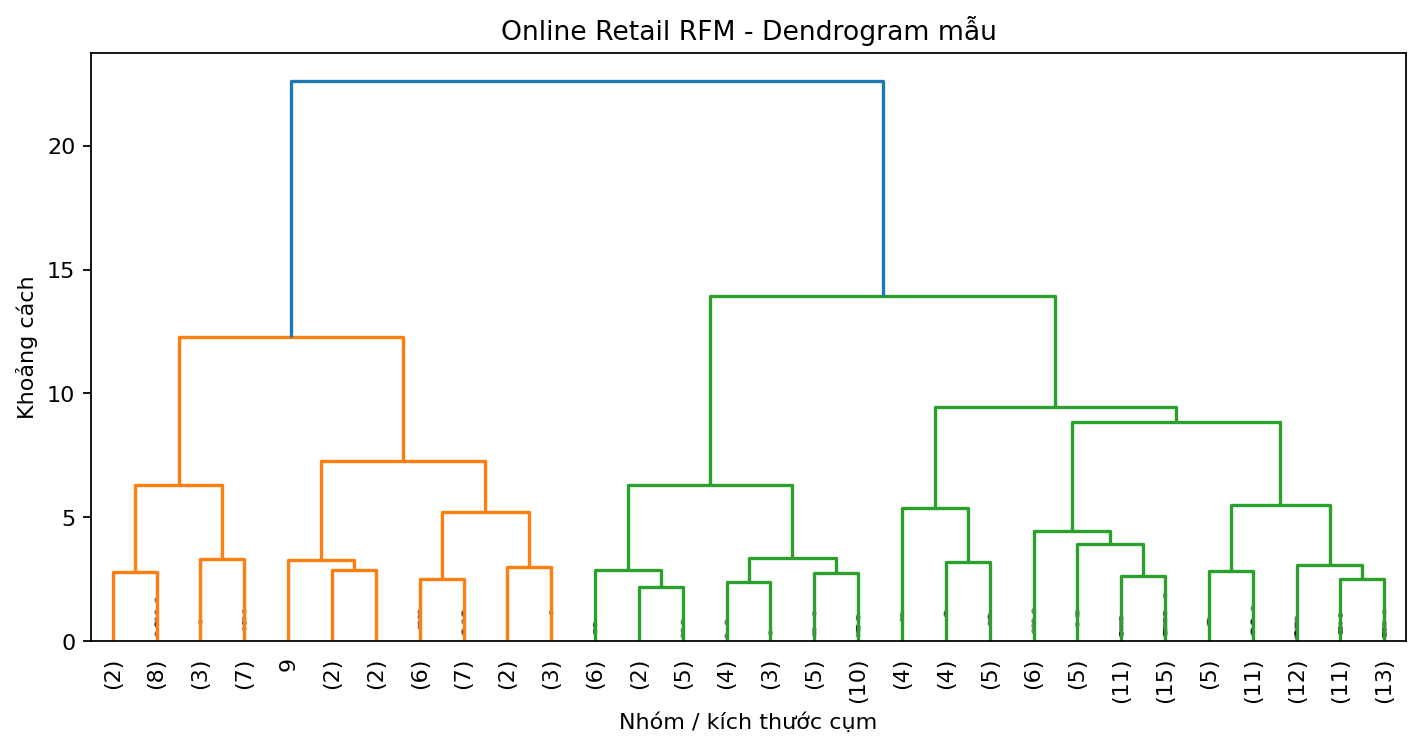 Online Retail RFM - Dendrogram mẫu
Khoảng cách
20
15
10
5
0
(2) (8) (3) (7) 9 (2) (2) (6) (7) (2) (3) (6) (2) (5) (4) (3) (5) (10) (4) (4) (5) (6) (5) (11) (15) (5) (11) (12) (11) (13)
Nhóm / kích thước cụm